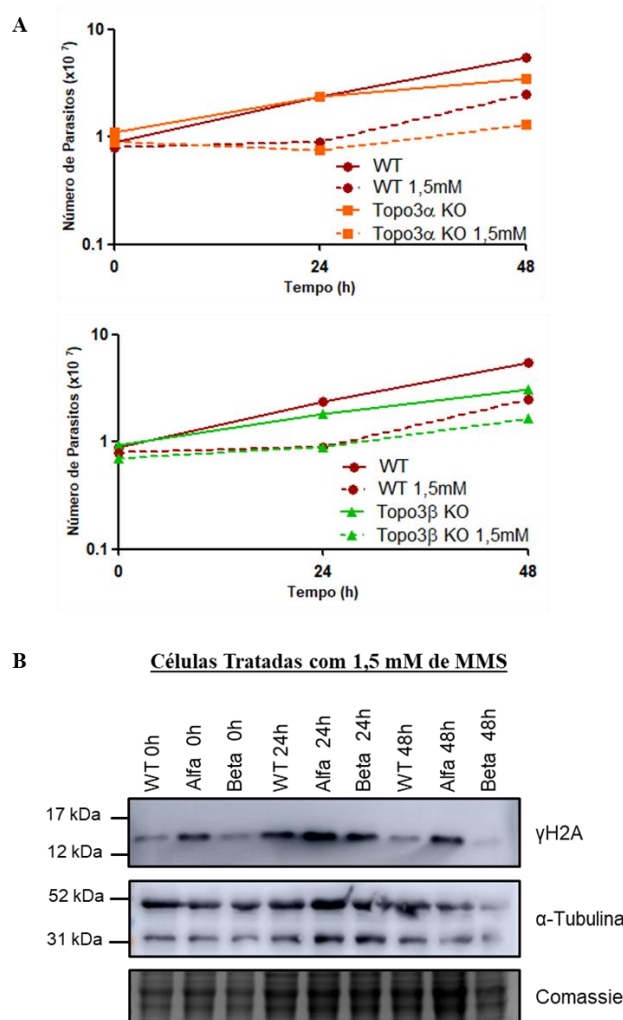 A
Número de Parasitos (x10 ⁷)
10
1
0.1
WT
WT 1,5mM
Topo3α KO
Topo3α KO 1,5mM
0
24
48
Tempo (h)
Número de Parasitos (x10 ⁷)
10
1
0.1
WT
WT 1,5mM
Topo3β KO
Topo3β KO 1,5mM
0
24
48
Tempo (h)
B
Células Tratadas com 1,5 mM de MMS
WT 0h
Alfa 0h
Beta 0h
WT 24h
Alfa 24h
Beta 24h
WT 48h
Alfa 48h
Beta 48h
17 kDa
12 kDa
γH2A
52 kDa
31 kDa
α-Tubulina
Comassie